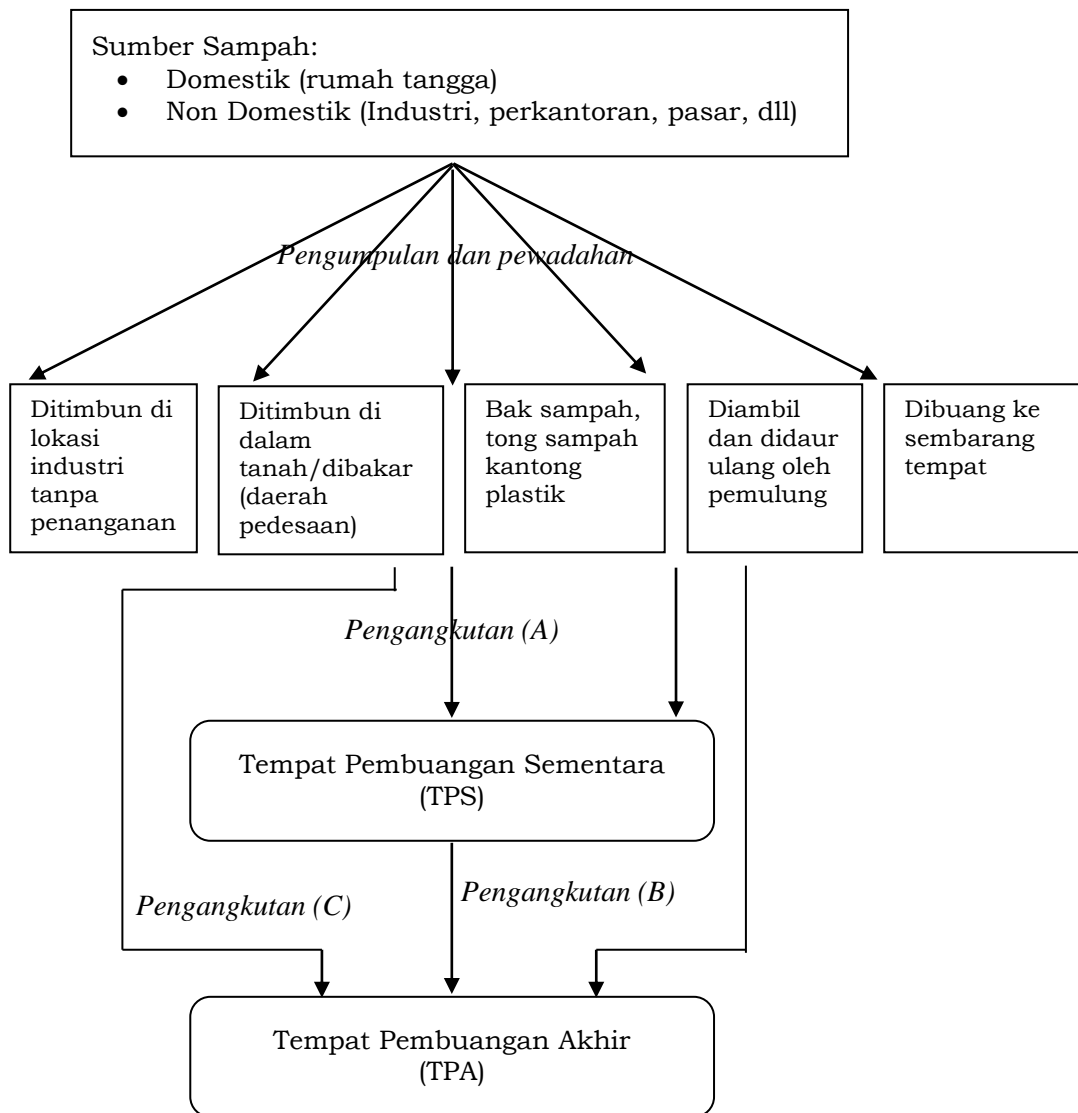 Sumber Sampah:
• Domestik (rumah tangga)
• Non Domestik (Industri, perkantoran, pasar, dll)
Pengumpulan dan pewadahan
Ditimbun di
lokasi
industri
tanpa
penanganan
Ditimbun di
dalam
tanah/dibakar
(daerah
pedesaan)
Bak sampah,
tong sampah
kantong
plastik
Diambil
dan didaur
ulang oleh
pemulung
Dibuang ke
sembarang
tempat
Pengangkutan (A)
Tempat Pembuangan Sementara
(TPS)
Pengangkutan (C)
Pengangkutan (B)
Tempat Pembuangan Akhir
(TPA)